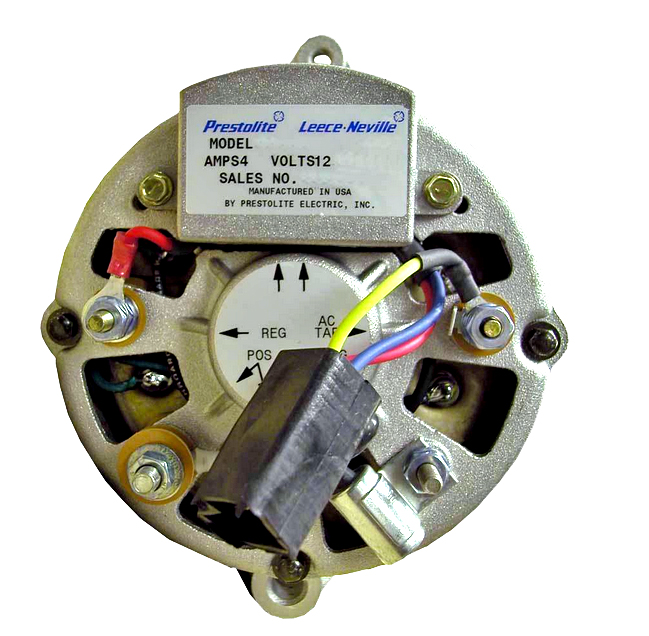 Prestolite Leece-Neville
MODEL
AMPS4 VOLTS12
SALES NO.
MANUFACTURED IN USA
BY PRESTOLITE ELECTRIC, INC.
AC
REG TAP
POS